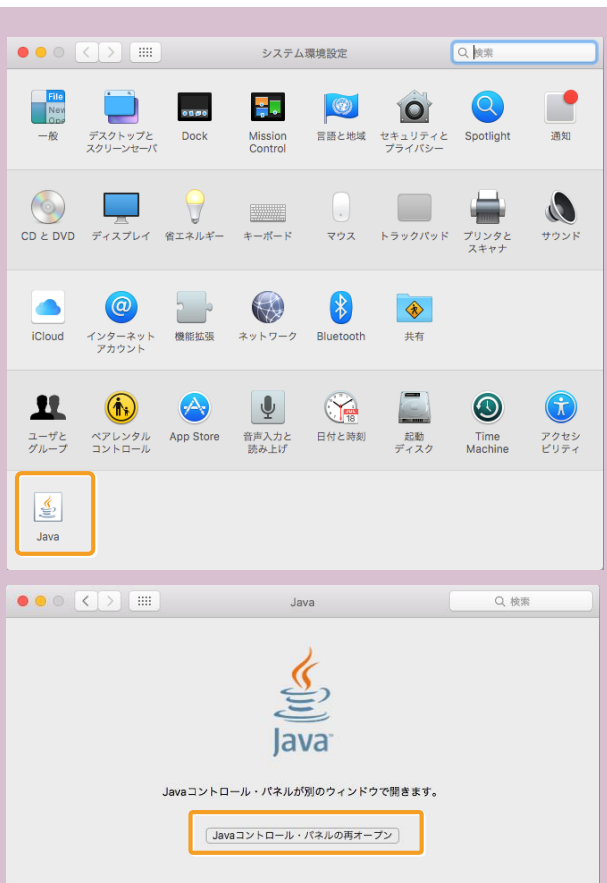 システム環境設定
検索
File
New
Ope
一般
デスクトップと
スクリーンセーバ
Dock
Mission
Control
言語と地域
セキュリティと
プライバシー
Spotlight
通知
CD と DVD
ディスプレイ
省エネルギー
キーボード
マウス
トラックパッド
プリンタと
スキャナ
サウンド
iCloud
インターネット
アカウント
機能拡張
ネットワーク
Bluetooth
共有
ユーザと
グループ
ペアレンタル
コントロール
App Store
音声入力と
読み上げ
18
日付と時刻
起動
ディスク
Time
Machine
アクセシ
ビリティ
Java
Java
検索
Java
Javaコントロール・パネルが別のウィンドウで開きます。
Javaコントロール・パネルの再オープン